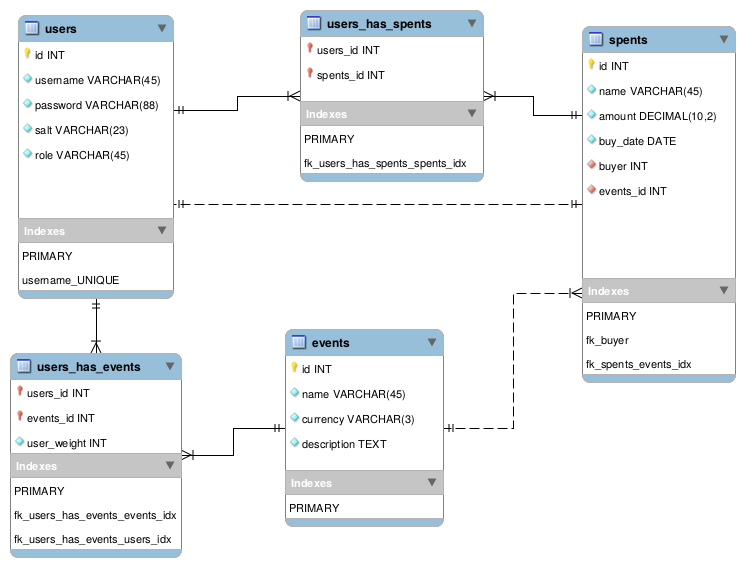 users
id INT
username VARCHAR(45)
password VARCHAR(88)
salt VARCHAR(23)
role VARCHAR(45)
Indexes
PRIMARY
username_UNIQUE
users_has_spents
users_id INT
spents_id INT
Indexes
PRIMARY
fk_users_has_spents_spents_idx
spents
id INT
name VARCHAR(45)
amount DECIMAL(10,2)
buy_date DATE
buyer INT
events_id INT
Indexes
PRIMARY
fk_buyer
fk_spents_events_idx
users_has_events
users_id INT
events_id INT
user_weight INT
Indexes
PRIMARY
fk_users_has_events_events_idx
fk_users_has_events_users_idx
events
id INT
name VARCHAR(45)
currency VARCHAR(3)
description TEXT
Indexes
PRIMARY